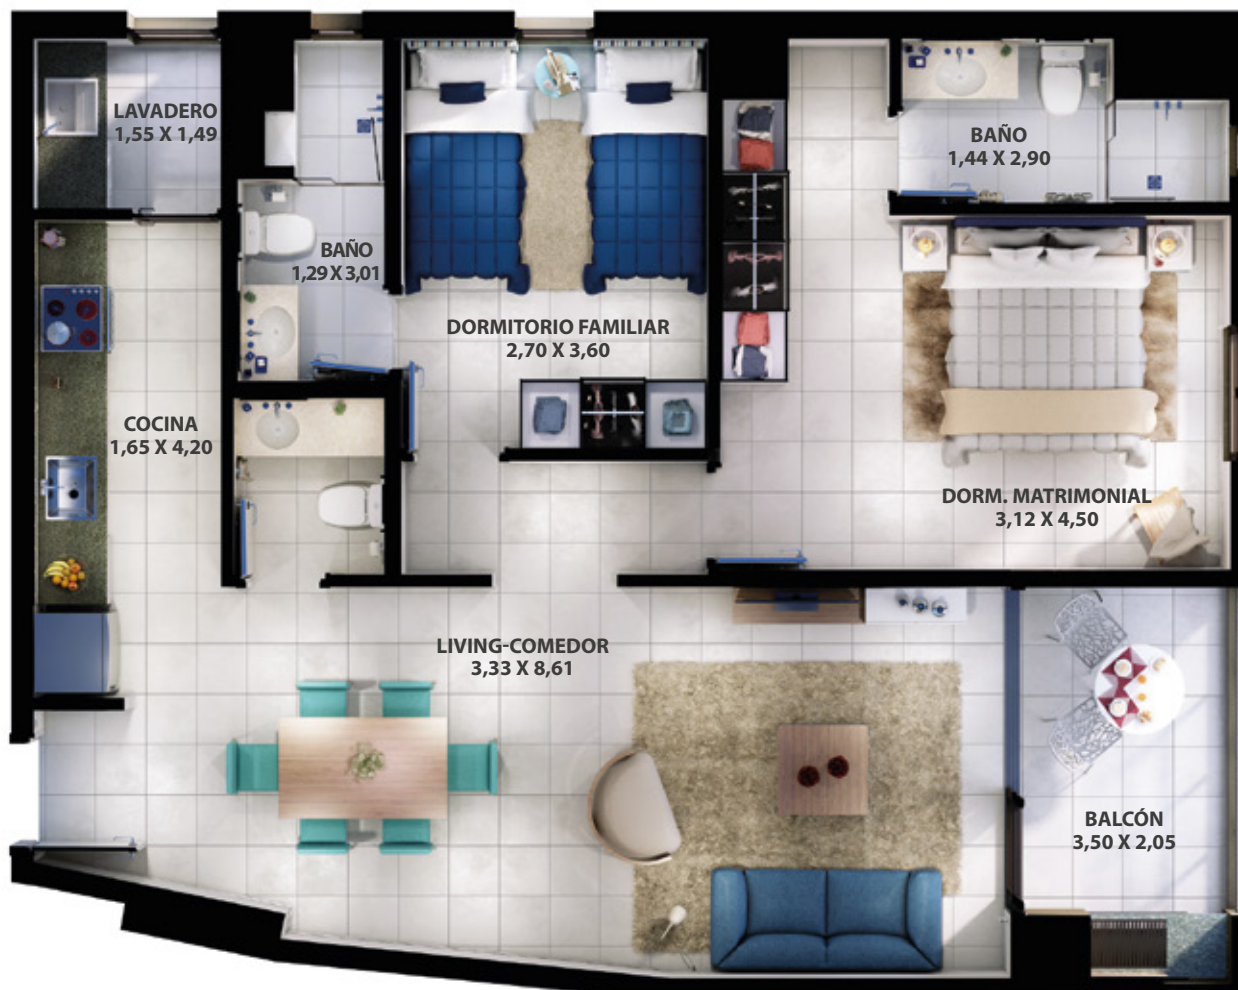 LAVADERO
1,55 X 1,49
BAÑO
1,44 X 2,90
BAÑO
1,29 X 3,01
DORMITORIO FAMILIAR
2,70 X 3,60
COCINA
1,65 X 4,20
DORM. MATRIMONIAL
3,12 X 4,50
LIVING-COMEDOR
3,33 X 8,61
BALCÓN
3,50 X 2,05